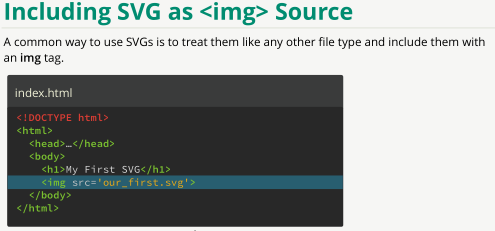 Including SVG as <img> Source
A common way to use SVGs is to treat them like any other file type and include them with
an img tag.
index.html
<!DOCTYPE html>
<html>
<head>…</head>
<body>
<h1>My First SVG</h1>
<img src='our_first.svg'>
</body>
</html>